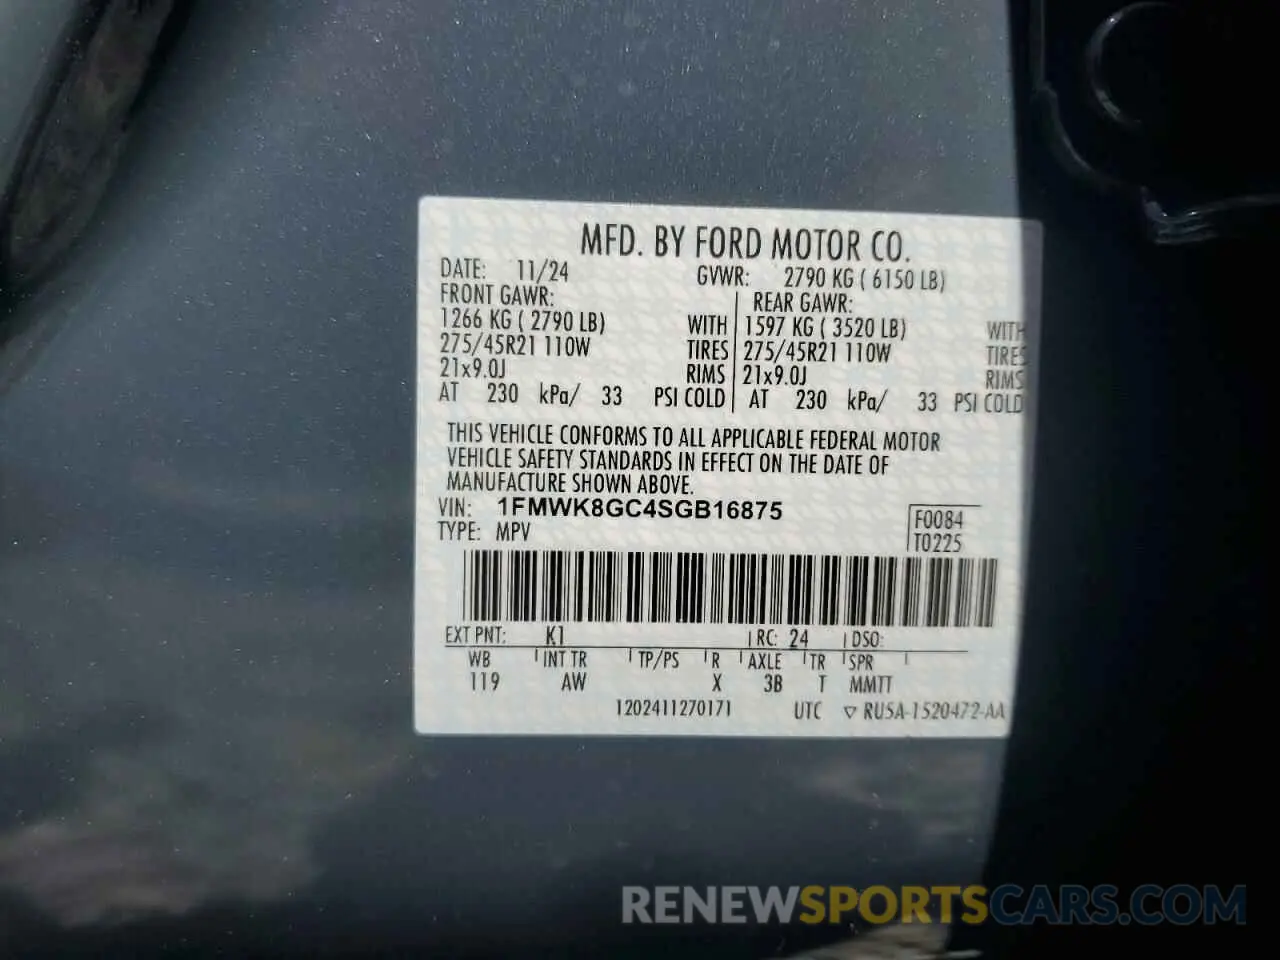 MFD. BY FORD MOTOR CO.
DATE: 11/24 GVWR: 2790 KG ( 6150 LB)
FRONT GAWR: REAR GAWR:
1266 KG ( 2790 LB) WITH 1597 KG ( 3520 LB) WITH
275/45R21 110W TIRES 275/45R21 110W TIRES
21x9.0J RIMS 21x9.0J RIMS
AT 230 kPa/ 33 PSI COLD AT 230 kPa/ 33 PSI COLD
THIS VEHICLE CONFORMS TO ALL APPLICABLE FEDERAL MOTOR
VEHICLE SAFETY STANDARDS IN EFFECT ON THE DATE OF
MANUFACTURE SHOWN ABOVE.
VIN: 1FMWK8GC4SGB16875
TYPE: MPV
F0084
T0225
EXT PNT: K1 RC: 24 DSO:
WB INT TR TP/PS R AXLE TR SPR
119 AW X 3B T MMTT
1202411270171 UTC ▽ RU5A-1520472-AA
RENEWSPORTSCARS.COM